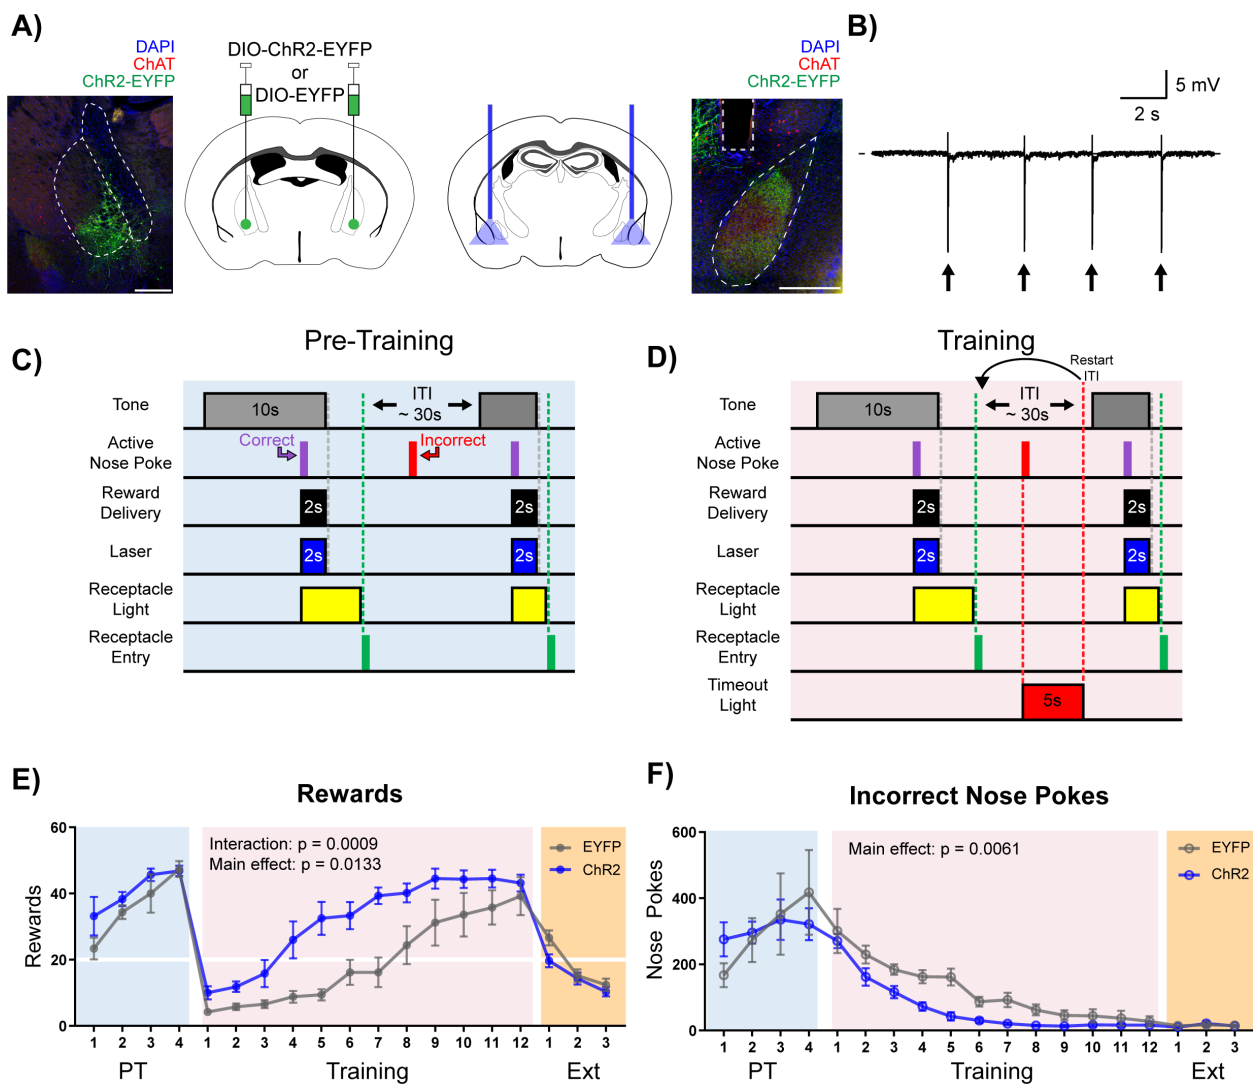 A)
DAPI
ChAT
ChR2-EYFP
DIO-ChR2-EYFP
or
DIO-EYFP
DAPI
ChAT
ChR2-EYFP
B)
5 mV
2 s
C)
Pre-Training
Tone
10s
ITI
~ 30s
Active
Nose Poke
Correct
Incorrect
Reward
Delivery
2s
2s
Laser
2s
2s
Receptacle
Light
Receptacle
Entry
D)
Training
Restart
ITI
Tone
10s
ITI
~ 30s
Active
Nose Poke
Reward
Delivery
2s
2s
Laser
2s
2s
Receptacle
Light
Receptacle
Entry
Timeout
Light
5s
E)
Rewards
Interaction: p = 0.0009
Main effect: p = 0.0133
EYFP
ChR2
Rewards
60
40
20
0
1 2 3 4 1 2 3 4 5 6 7 8 9 10 11 12 1 2 3
PT Training Ext
F)
Incorrect Nose Pokes
Main effect: p = 0.0061
EYFP
ChR2
Nose Pokes
600
400
200
0
1 2 3 4 1 2 3 4 5 6 7 8 9 10 11 12 1 2 3
PT Training Ext